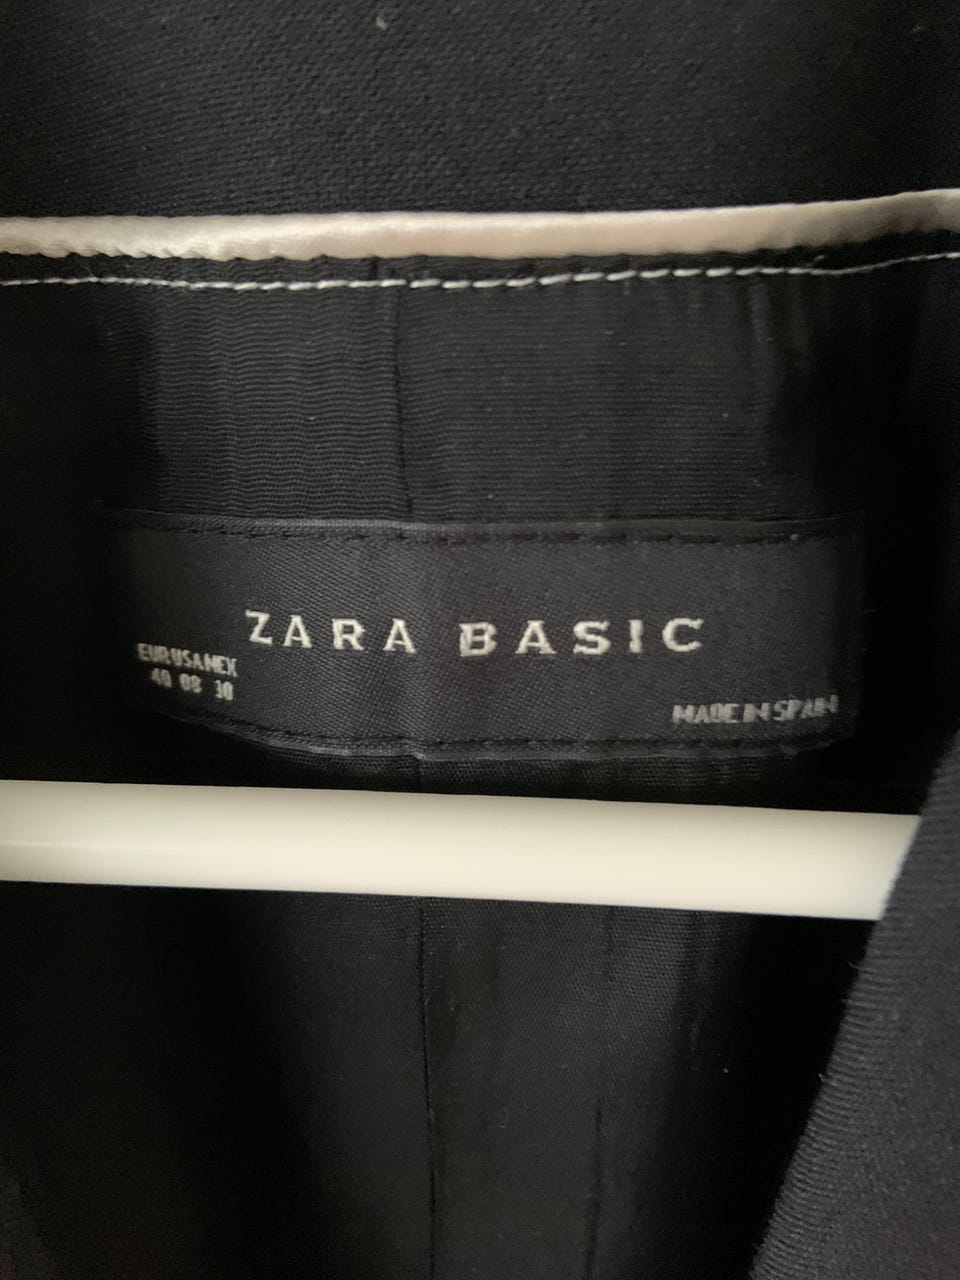 ZARA BASIC
EUR USA MEX
40 08 30
MADE IN SPAIN